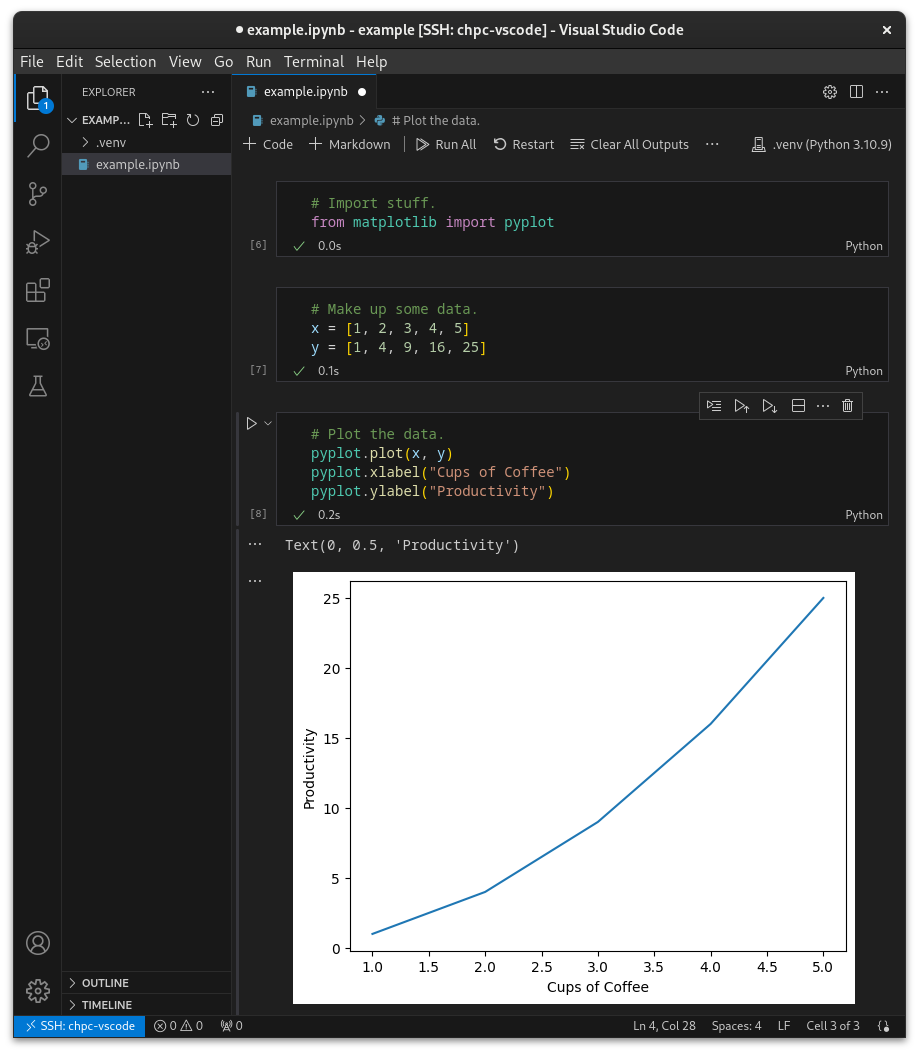 example.ipynb - example [SSH: chpc-vscode] - Visual Studio Code
File Edit Selection View Go Run Terminal Help
1
EXPLORER
EXAMP...
.venv
example.ipynb
example.ipynb
example.ipynb > # Plot the data.
+ Code + Markdown | Run All Restart Clear All Outputs ... .venv (Python 3.10.9)
# Import stuff.
from matplotlib import pyplot
[6] ✓ 0.0s Python
# Make up some data.
x = [1, 2, 3, 4, 5]
y = [1, 4, 9, 16, 25]
[7] ✓ 0.1s Python
# Plot the data.
pyplot.plot(x, y)
pyplot.xlabel("Cups of Coffee")
pyplot.ylabel("Productivity")
[8] ✓ 0.2s Python
Text(0, 0.5, 'Productivity')
25
20
15
10
5
0
Productivity
1.0 1.5 2.0 2.5 3.0 3.5 4.0 4.5 5.0
Cups of Coffee
OUTLINE
TIMELINE
SSH: chpc-vscode 0 0 0 Ln 4, Col 28 Spaces: 4 LF Cell 3 of 3